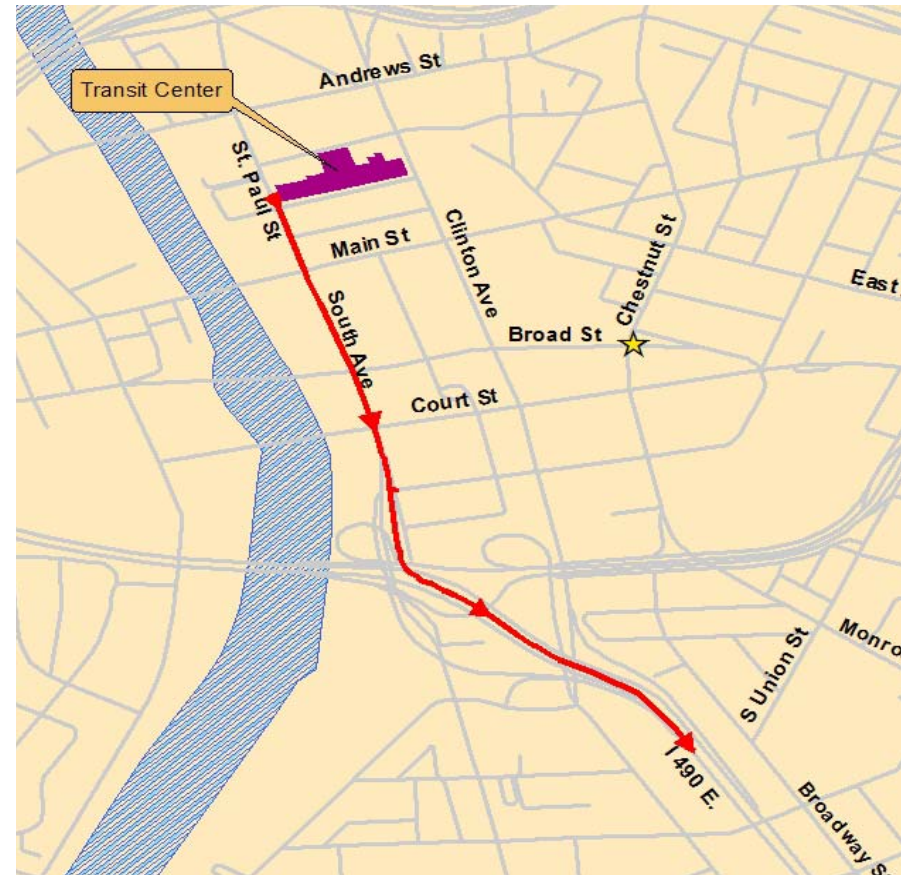 Andrews St
Transit Center
St. Paul St
Main St
Clinton Ave
Chestnut St
East
South Ave
Broad St
Court St
S Union St
Monro
I 490 E.
Broadway S